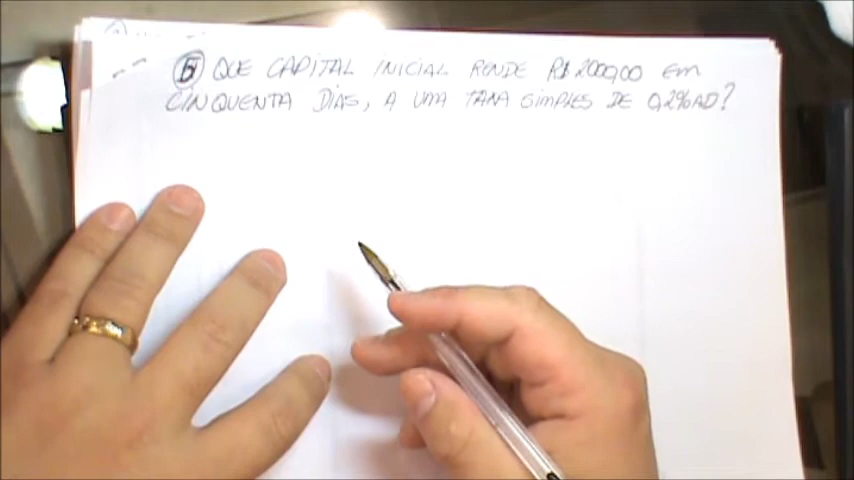 5 QUE CAPITAL INICIAL RENDE R$ 2000,00 EM
CINQUENTA DIAS, A UMA TAXA SIMPLES DE 0,2% AD?